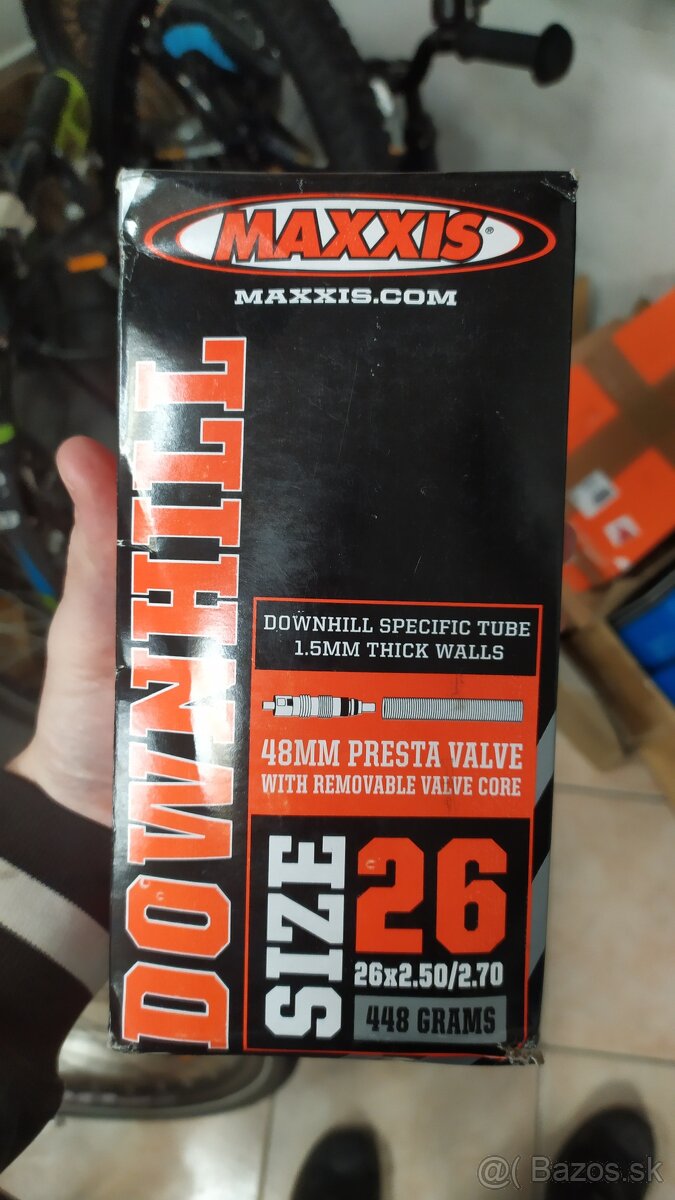 MAXXIS®
MAXXIS.COM
DOWNHILL
DOWNHILL SPECIFIC TUBE
1.5MM THICK WALLS
48MM PRESTA VALVE
WITH REMOVABLE VALVE CORE
SIZE
26
26x2.50/2.70
448 GRAMS
@( Bazos.sk